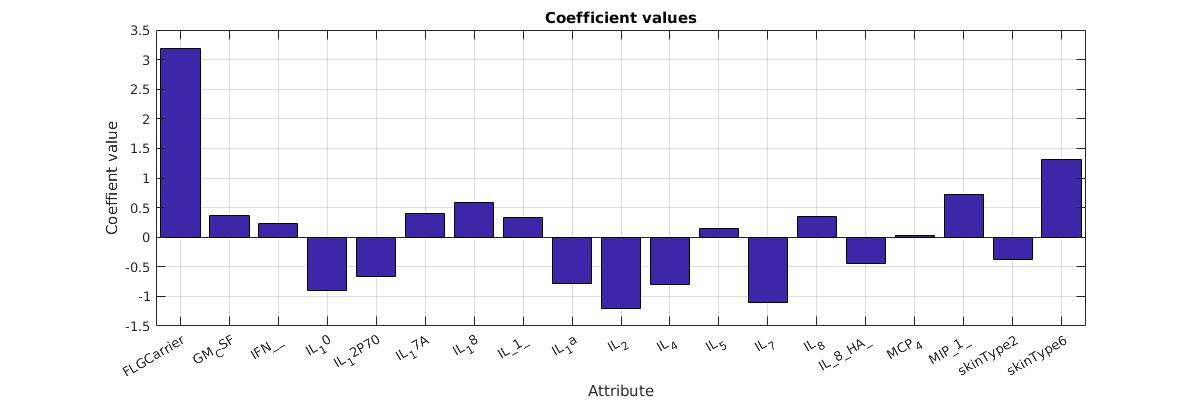 Coefficient values
3.5
3
2.5
2
1.5
1
0.5
0
-0.5
-1
-1.5
Coeffient value
FLGCarrier
GM_CSF
IFN__
IL_10
IL_12P70
IL_17A
IL_18
IL_1_
IL_1a
IL_2
IL_4
IL_5
IL_7
IL_8
IL_8_HA_
MCP_4
MIP_1_
skinType2
skinType6
Attribute